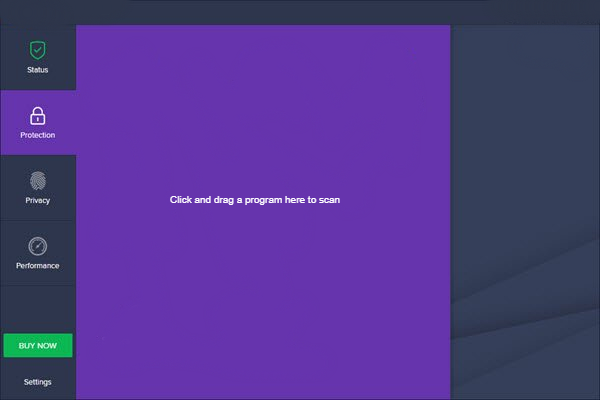 Status
Protection
Click and drag a program here to scan
Privacy
Performance
BUY NOW
Settings